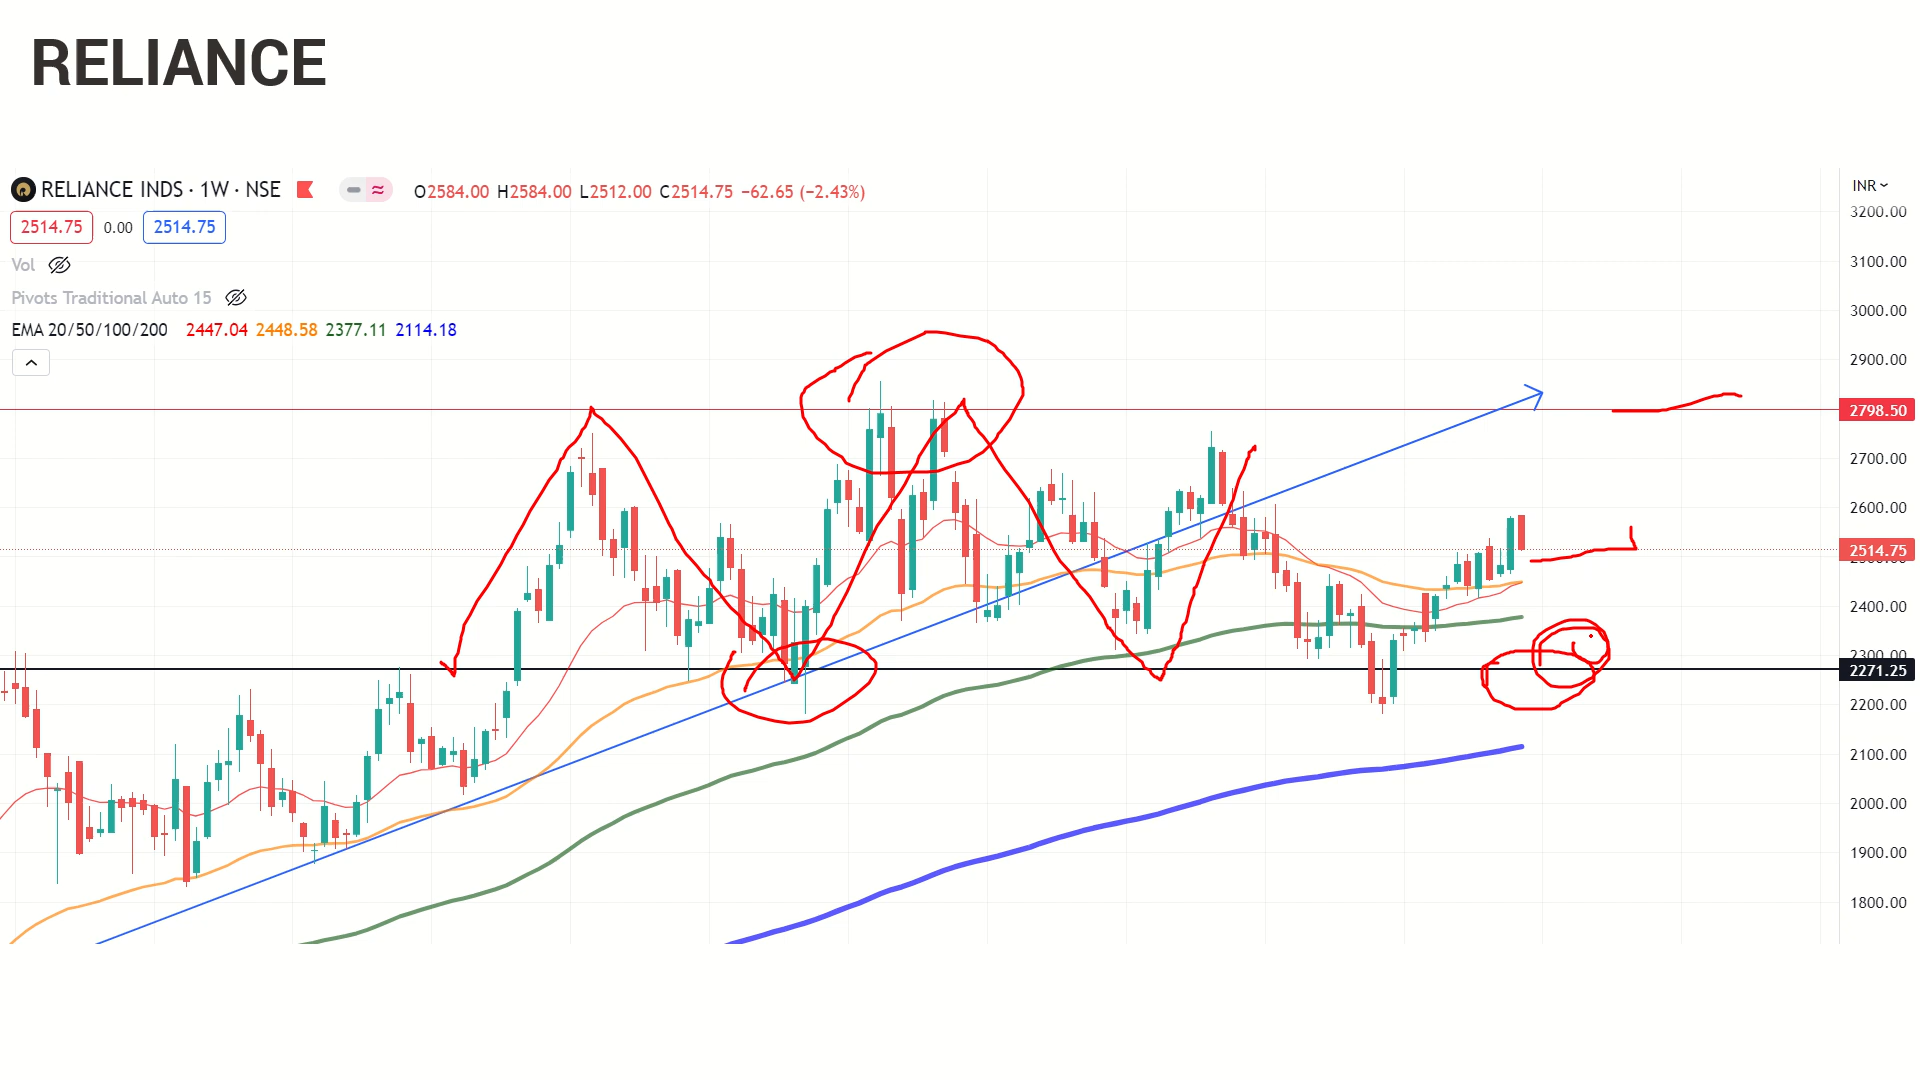 RELIANCE
RELIANCE INDS · 1W · NSE O2584.00 H2584.00 L2512.00 C2514.75 −62.65 (−2.43%)
2514.75 0.00 2514.75
Vol
Pivots Traditional Auto 15
EMA 20/50/100/200 2447.04 2448.58 2377.11 2114.18
INR
3200.00
3100.00
3000.00
2900.00
2798.50
2700.00
2600.00
2514.75
2400.00
2300.00
2271.25
2200.00
2100.00
2000.00
1900.00
1800.00